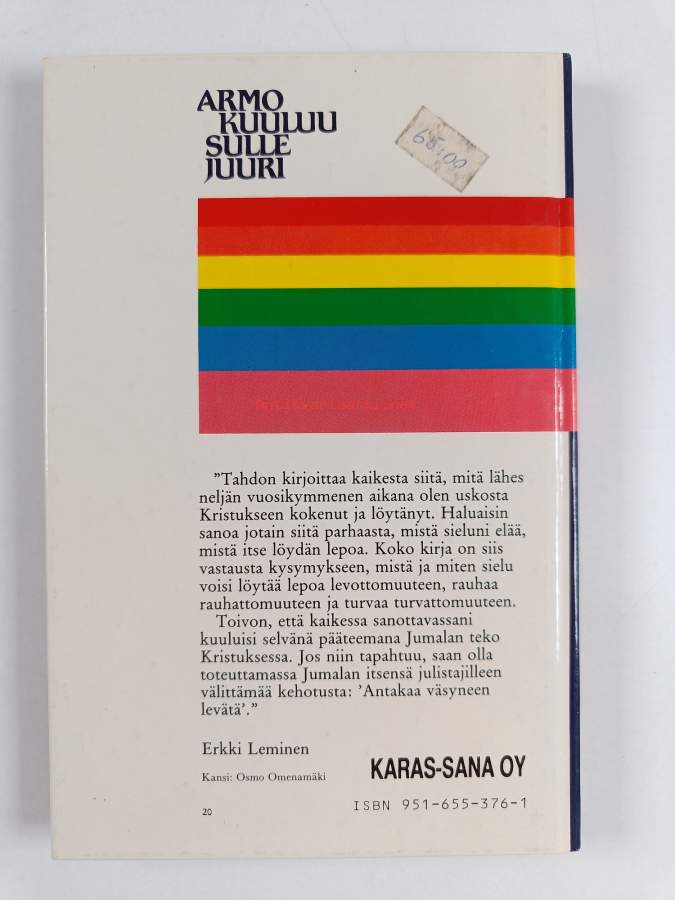 ARMO
KUULUU
SULLE
JUURI
65:00
antikvariaatti.net
"Tahdon kirjoittaa kaikesta siitä, mitä lähes
neljän vuosikymmenen aikana olen uskosta
Kristukseen kokenut ja löytänyt. Haluaisin
sanoa jotain siitä parhaasta, mistä sieluni elää,
mistä itse löydän lepoa. Koko kirja on siis
vastausta kysymykseen, mistä ja miten sielu
voisi löytää lepoa levottomuuteen, rauhaa
rauhattomuuteen ja turvaa turvattomuuteen.
Toivon, että kaikessa sanottavassani
kuuluisi selvänä pääteemana Jumalan teko
Kristuksessa. Jos niin tapahtuu, saan olla
toteuttamassa Jumalan itsensä julistajilleen
välittämää kehotusta: 'Antakaa väsyneen
levätä'."
Erkki Leminen
Kansi: Osmo Omenamäki
KARAS-SANA OY
ISBN 951-655-376-1
20